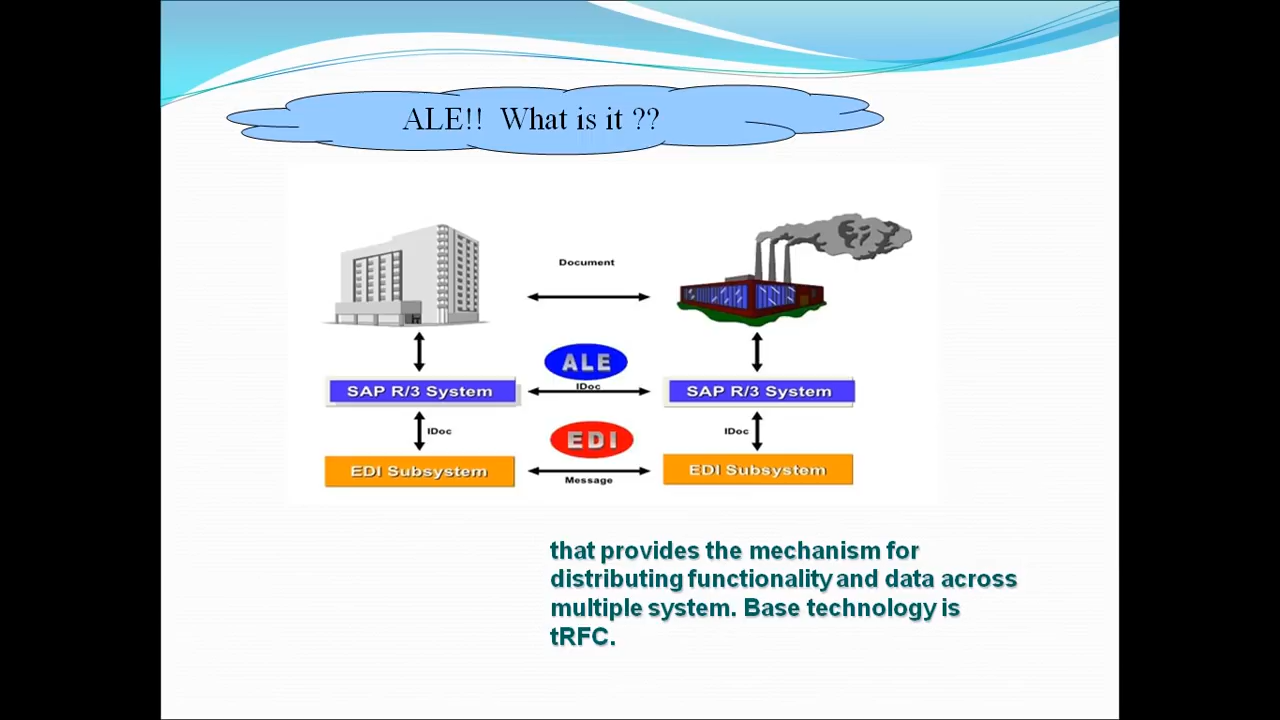 ALE!! What is it ??
Document
ALE
IDoc
SAP R/3 System
SAP R/3 System
IDoc
EDI
IDoc
EDI Subsystem
Message
EDI Subsystem
that provides the mechanism for
distributing functionality and data across
multiple system. Base technology is
tRFC.